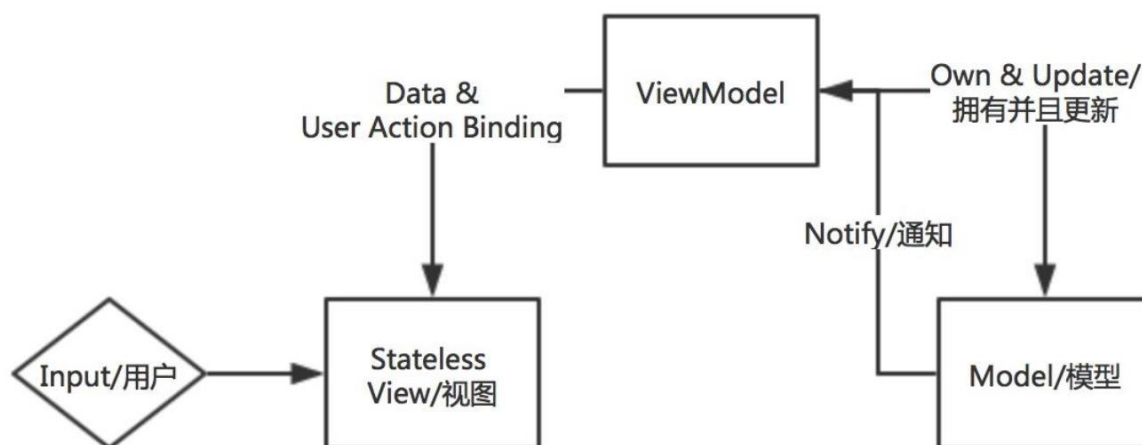 Data &
User Action Binding
ViewModel
Own & Update/
拥有并且更新
Notify/通知
Input/用户
Stateless
View/视图
Model/模型